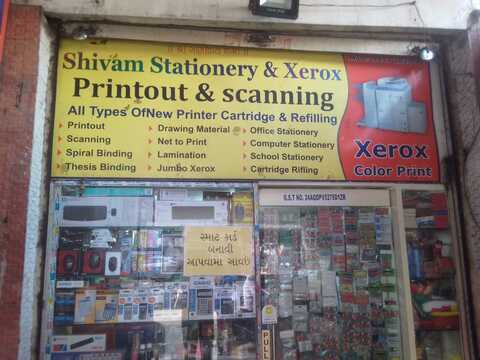 Shivam Stationery & Xerox
Printout & scanning
All Types OfNew Printer Cartridge & Refilling
Printout
Scanning
Spiral Binding
Thesis Binding
Drawing Material
Net to Print
Lamination
Jumbo Xerox
Office Stationery
Computer Stationery
School Stationery
Cartridge Rifling
Xerox
Color Print
સ્માર્ટ કાર્ડ
બનાવી
આપવામાં આવશે
PULL